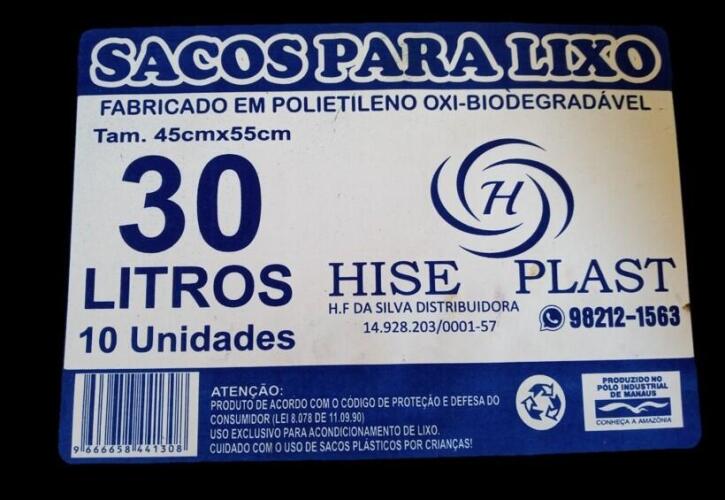 SACOS PARA LIXO
FABRICADO EM POLIETILENO OXI-BIODEGRADÁVEL
Tam. 45cmx55cm
30
LITROS
10 Unidades
H
HISE PLAST
H.F DA SILVA DISTRIBUIDORA
14.928.203/0001-57
98212-1563
9 666658 441308
ATENÇÃO:
PRODUTO DE ACORDO COM O CÓDIGO DE PROTEÇÃO E DEFESA DO
CONSUMIDOR (LEI 8.078 DE 11.09.90)
USO EXCLUSIVO PARA ACONDICIONAMENTO DE LIXO.
CUIDADO COM O USO DE SACOS PLÁSTICOS POR CRIANÇAS!
PRODUZIDO NO
PÓLO INDUSTRIAL
DE MANAUS
CONHEÇA A AMAZÔNIA